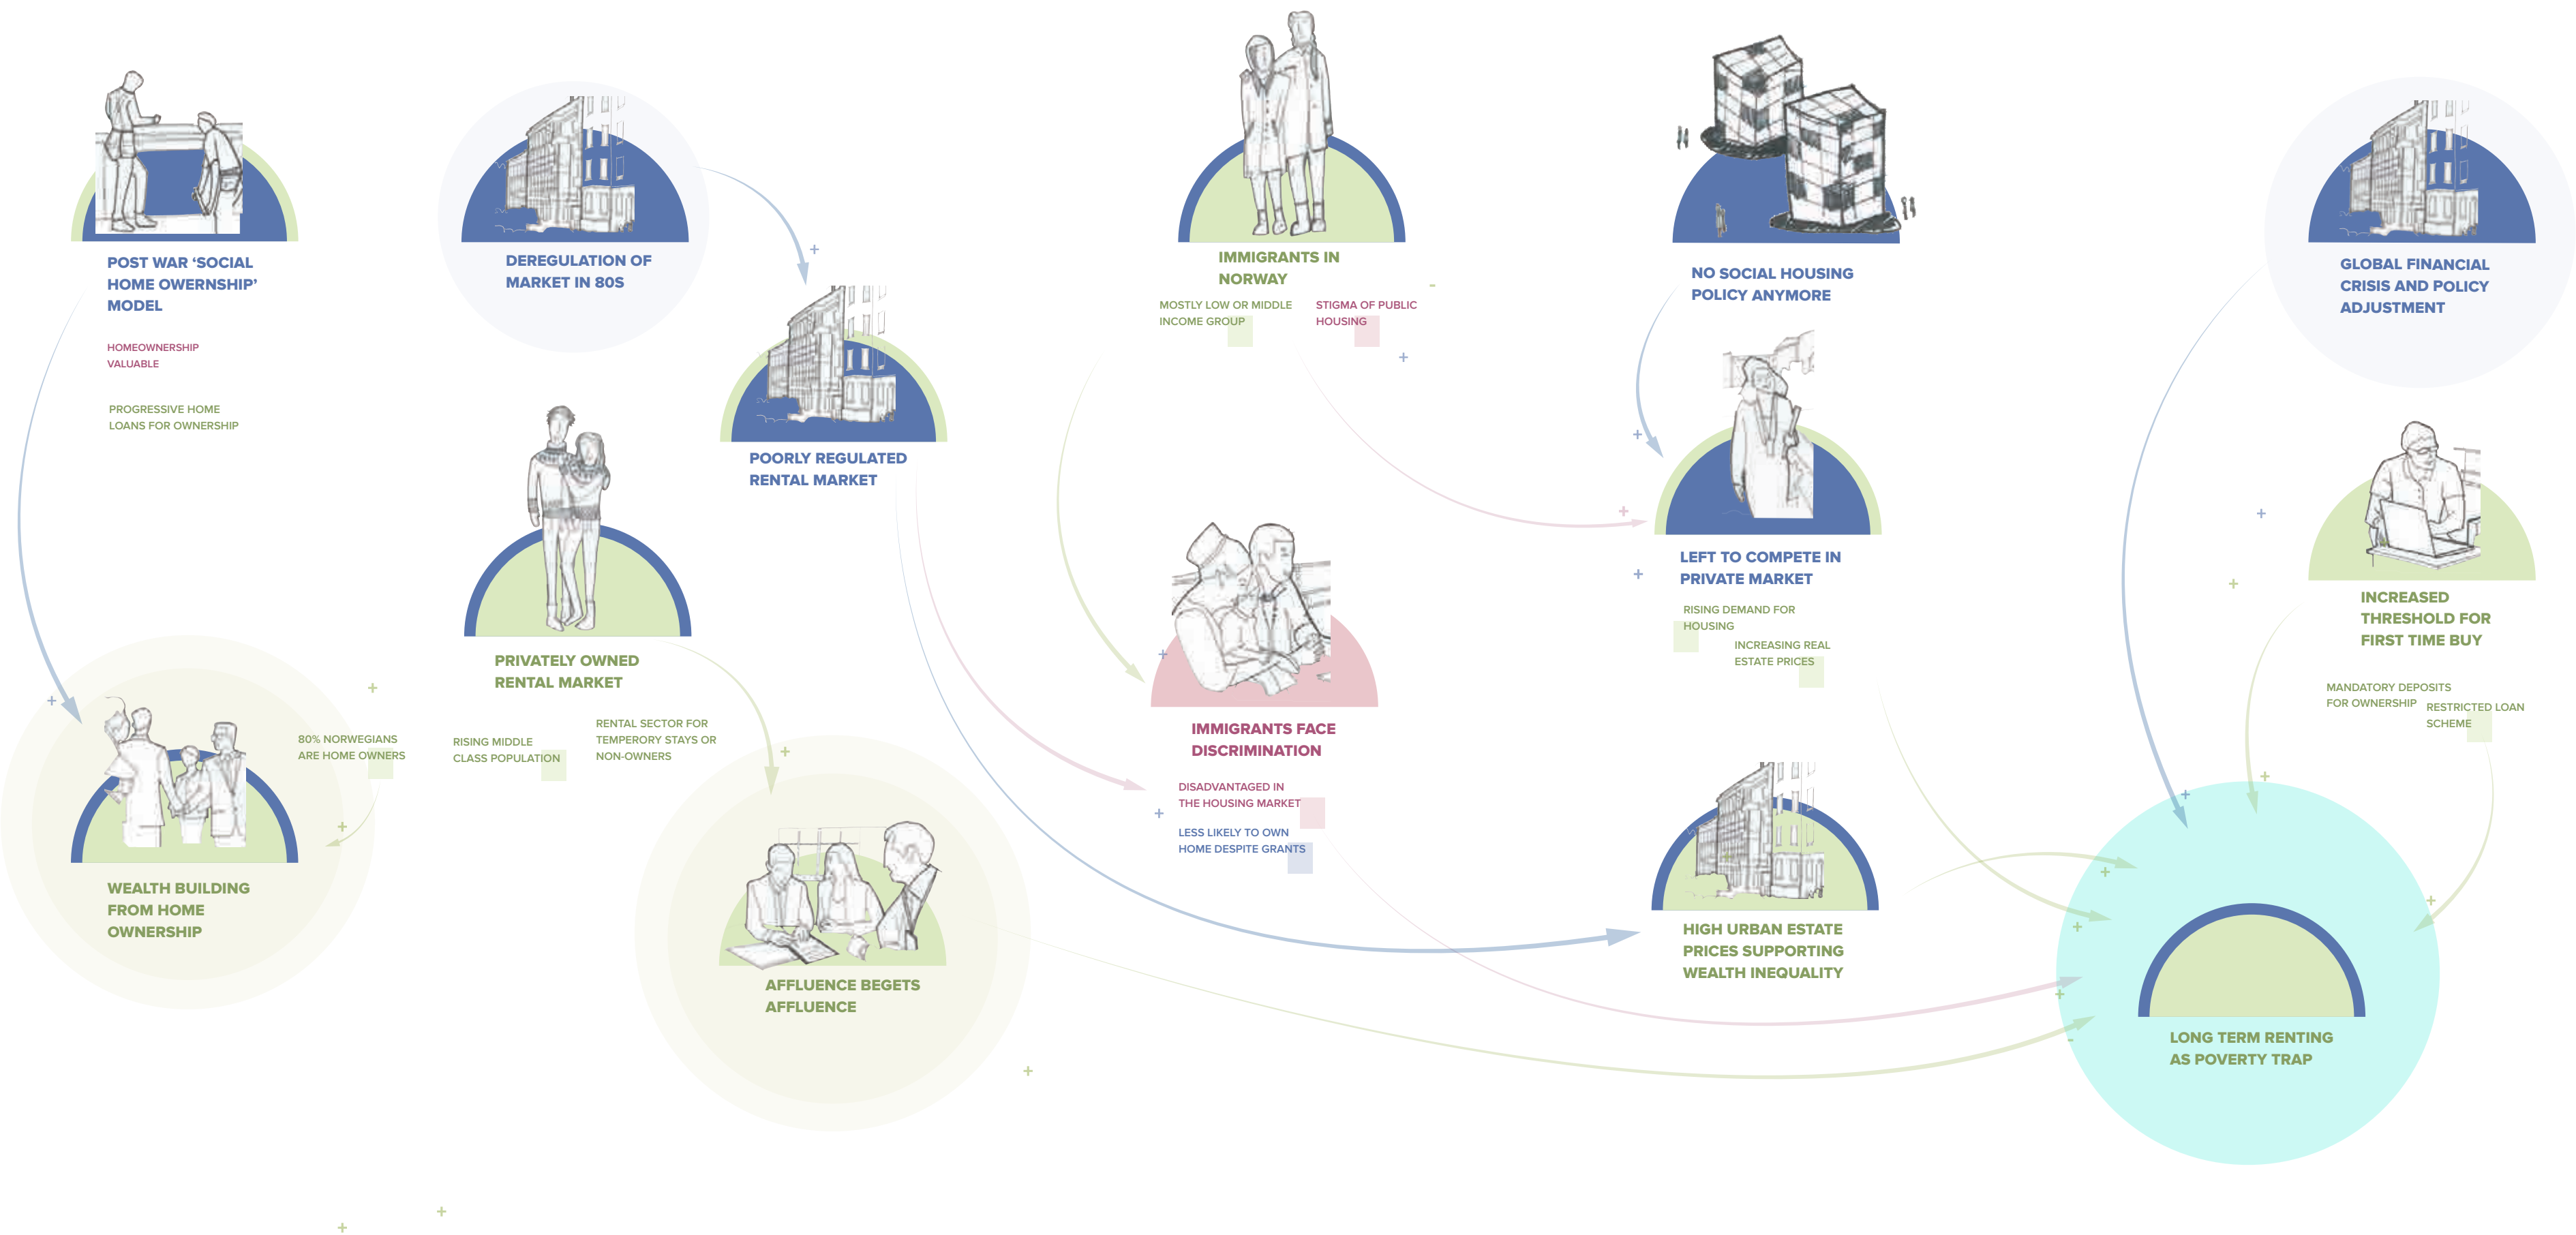 POST WAR ‘SOCIAL
HOME OWERNSHIP’
MODEL
HOMEOWNERSHIP
VALUABLE
PROGRESSIVE HOME
LOANS FOR OWNERSHIP
80% NORWEGIANS
ARE HOME OWNERS
WEALTH BUILDING
FROM HOME
OWNERSHIP
DEREGULATION OF
MARKET IN 80S
POORLY REGULATED
RENTAL MARKET
PRIVATELY OWNED
RENTAL MARKET
RISING MIDDLE
CLASS POPULATION
RENTAL SECTOR FOR
TEMPERORY STAYS OR
NON-OWNERS
AFFLUENCE BEGETS
AFFLUENCE
IMMIGRANTS IN
NORWAY
MOSTLY LOW OR MIDDLE
INCOME GROUP
STIGMA OF PUBLIC
HOUSING
IMMIGRANTS FACE
DISCRIMINATION
DISADVANTAGED IN
THE HOUSING MARKET
LESS LIKELY TO OWN
HOME DESPITE GRANTS
NO SOCIAL HOUSING
POLICY ANYMORE
LEFT TO COMPETE IN
PRIVATE MARKET
RISING DEMAND FOR
HOUSING
INCREASING REAL
ESTATE PRICES
HIGH URBAN ESTATE
PRICES SUPPORTING
WEALTH INEQUALITY
GLOBAL FINANCIAL
CRISIS AND POLICY
ADJUSTMENT
INCREASED
THRESHOLD FOR
FIRST TIME BUY
MANDATORY DEPOSITS
FOR OWNERSHIP
RESTRICTED LOAN
SCHEME
LONG TERM RENTING
AS POVERTY TRAP